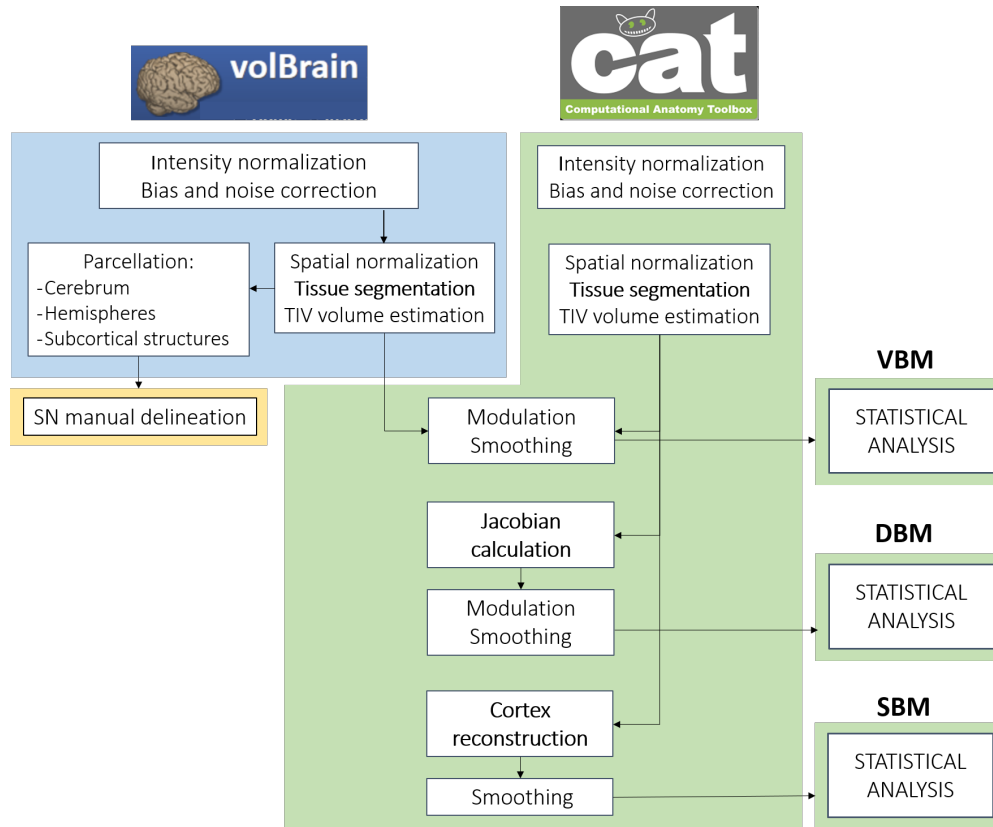 volBrain
cat
Computational Anatomy Toolbox
Intensity normalization
Bias and noise correction
Intensity normalization
Bias and noise correction
Parcellation:
-Cerebrum
-Hemispheres
-Subcortical structures
Spatial normalization
Tissue segmentation
TIV volume estimation
Spatial normalization
Tissue segmentation
TIV volume estimation
SN manual delineation
VBM
Modulation
Smoothing
STATISTICAL
ANALYSIS
Jacobian
calculation
DBM
Modulation
Smoothing
STATISTICAL
ANALYSIS
Cortex
reconstruction
SBM
Smoothing
STATISTICAL
ANALYSIS